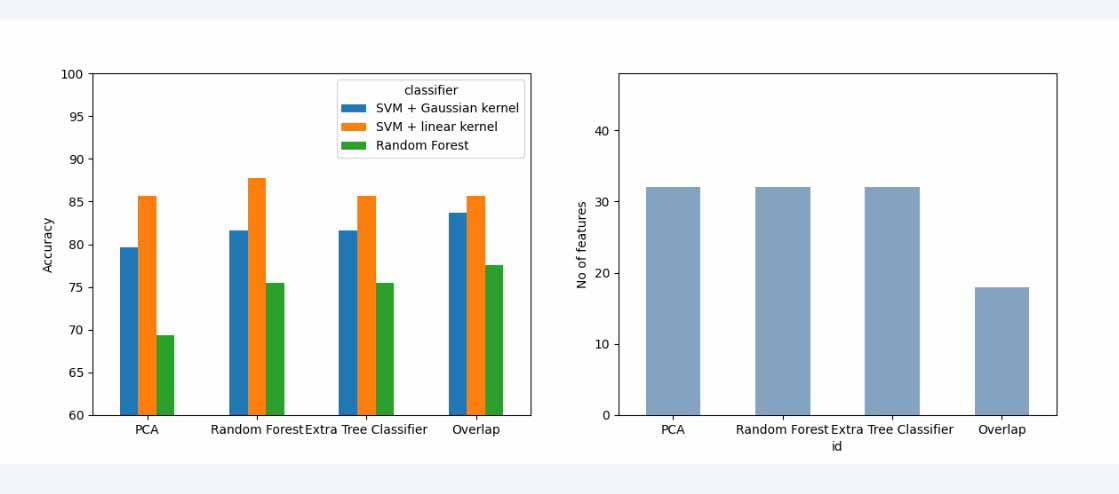 100
95
90
85
80
75
70
65
60
Accuracy
classifier
SVM + Gaussian kernel
SVM + linear kernel
Random Forest
PCA Random Forest Extra Tree Classifier Overlap
40
30
20
10
0
No of features
PCA Random Forest Extra Tree Classifier Overlap
id